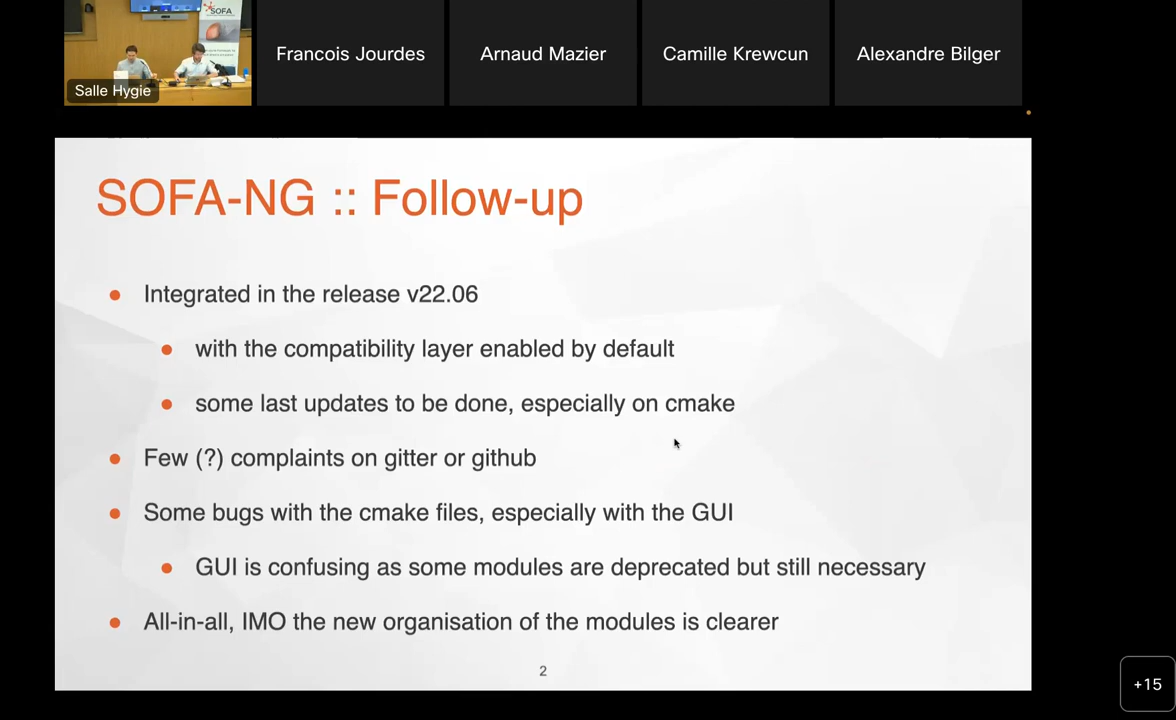 SOFA
Salle Hygie
Francois Jourdes
Arnaud Mazier
Camille Krewcun
Alexandre Bilger
SOFA-NG :: Follow-up
Integrated in the release v22.06
with the compatibility layer enabled by default
some last updates to be done, especially on cmake
Few (?) complaints on gitter or github
Some bugs with the cmake files, especially with the GUI
GUI is confusing as some modules are deprecated but still necessary
All-in-all, IMO the new organisation of the modules is clearer
2
+15